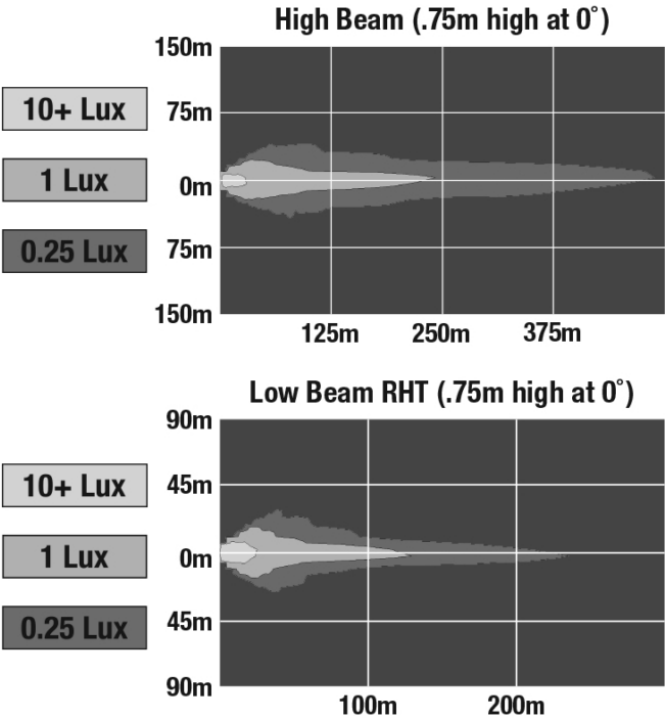 High Beam (.75m high at 0°)
150m
10+ Lux
75m
1 Lux
0m
0.25 Lux
75m
150m
125m 250m 375m
Low Beam RHT (.75m high at 0°)
90m
10+ Lux
45m
1 Lux
0m
0.25 Lux
45m
90m
100m 200m